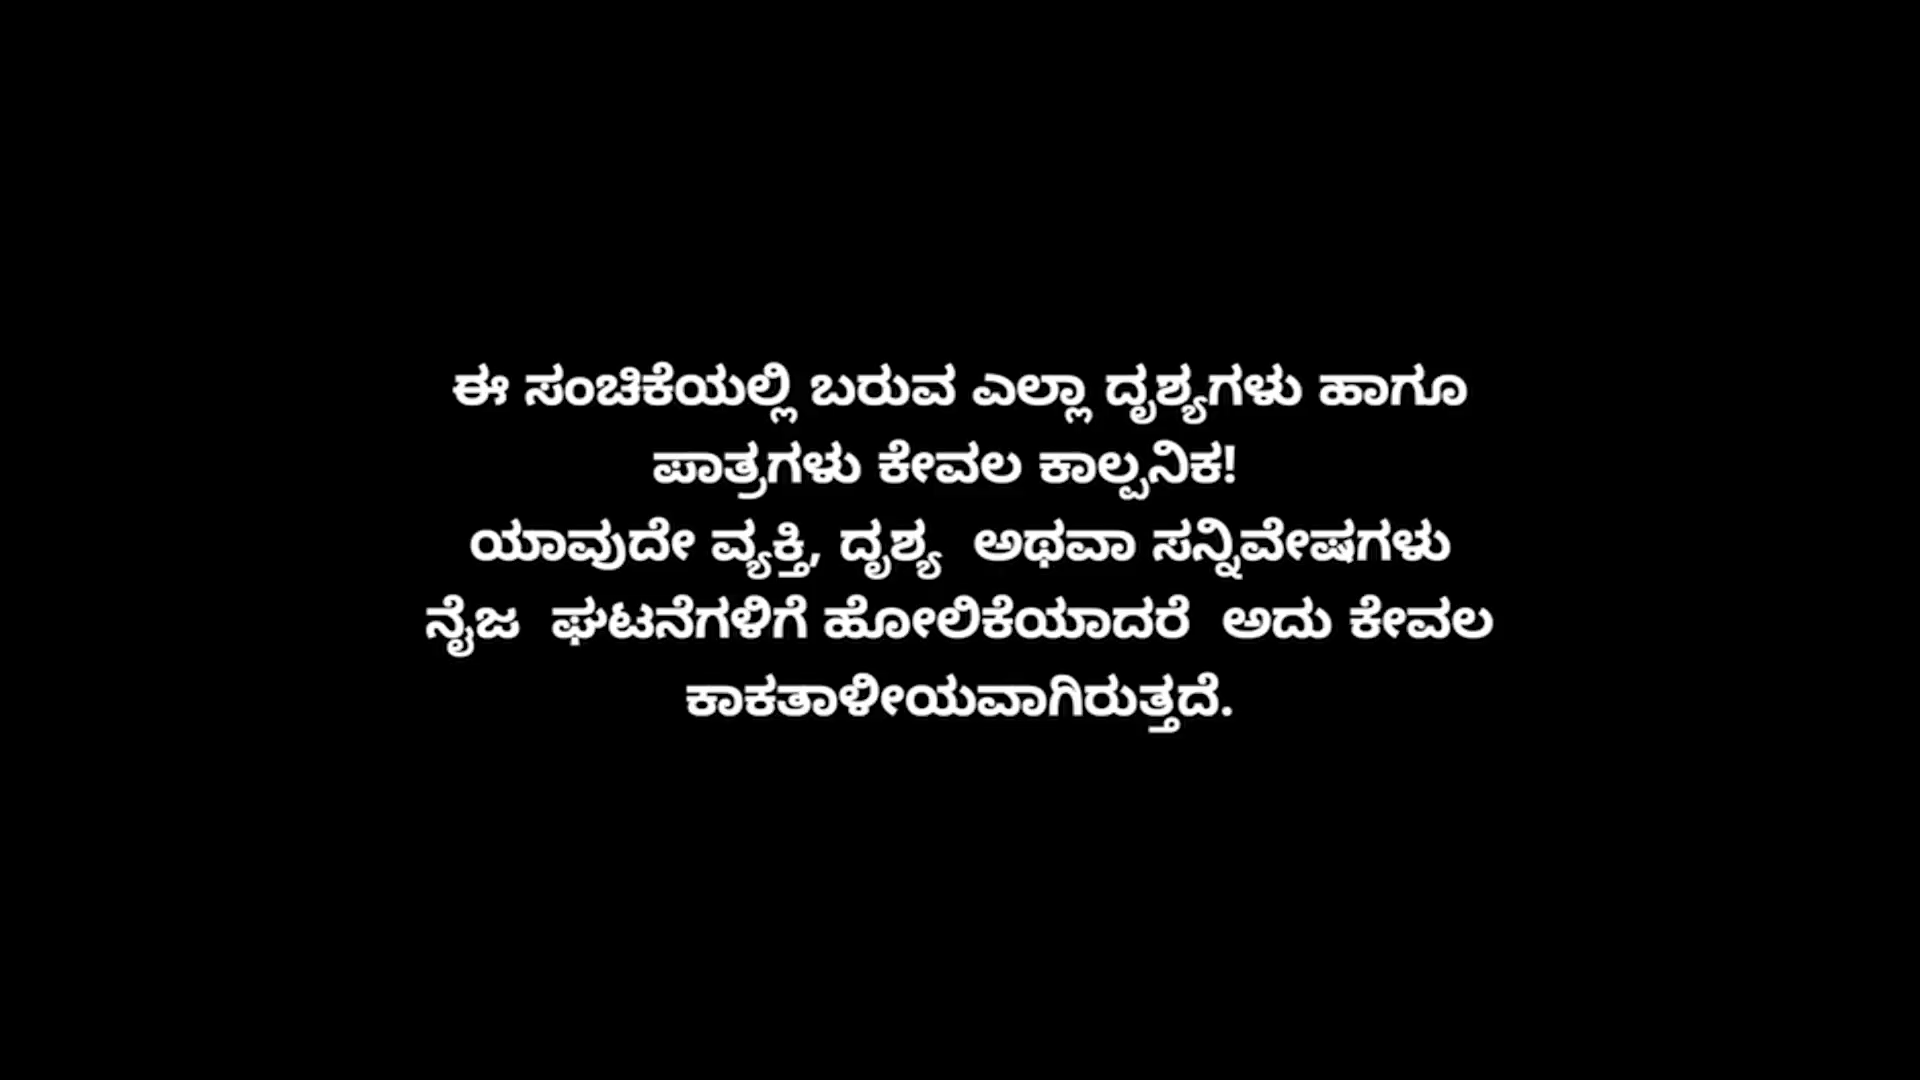 ಈ ಸಂಚಿಕೆಯಲ್ಲಿ ಬರುವ ಎಲ್ಲಾ ದೃಶ್ಯಗಳು ಹಾಗೂ
ಪಾತ್ರಗಳು ಕೇವಲ ಕಾಲ್ಪನಿಕ!
ಯಾವುದೇ ವ್ಯಕ್ತಿ, ದೃಶ್ಯ ಅಥವಾ ಸನ್ನಿವೇಷಗಳು
ನೈಜ ಘಟನೆಗಳಿಗೆ ಹೋಲಿಕೆಯಾದರೆ ಅದು ಕೇವಲ
ಕಾಕತಾಳೀಯವಾಗಿರುತ್ತದೆ.